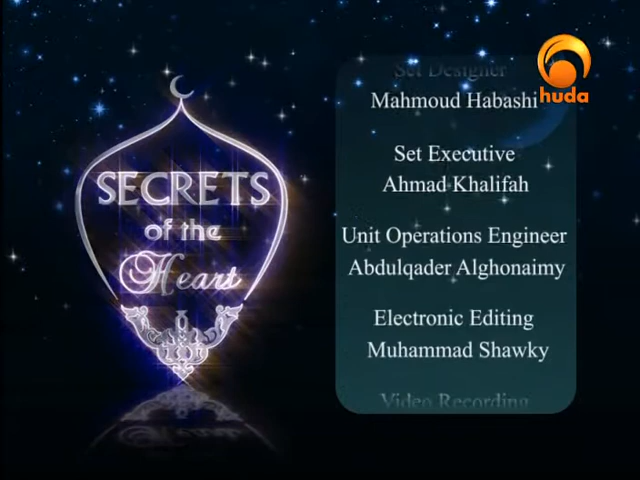 SECRETS
of the
Heart
Set Designer
Mahmoud Habashi
Set Executive
Ahmad Khalifah
Unit Operations Engineer
Abdulqader Alghonaimy
Electronic Editing
Muhammad Shawky
Video Recording
huda